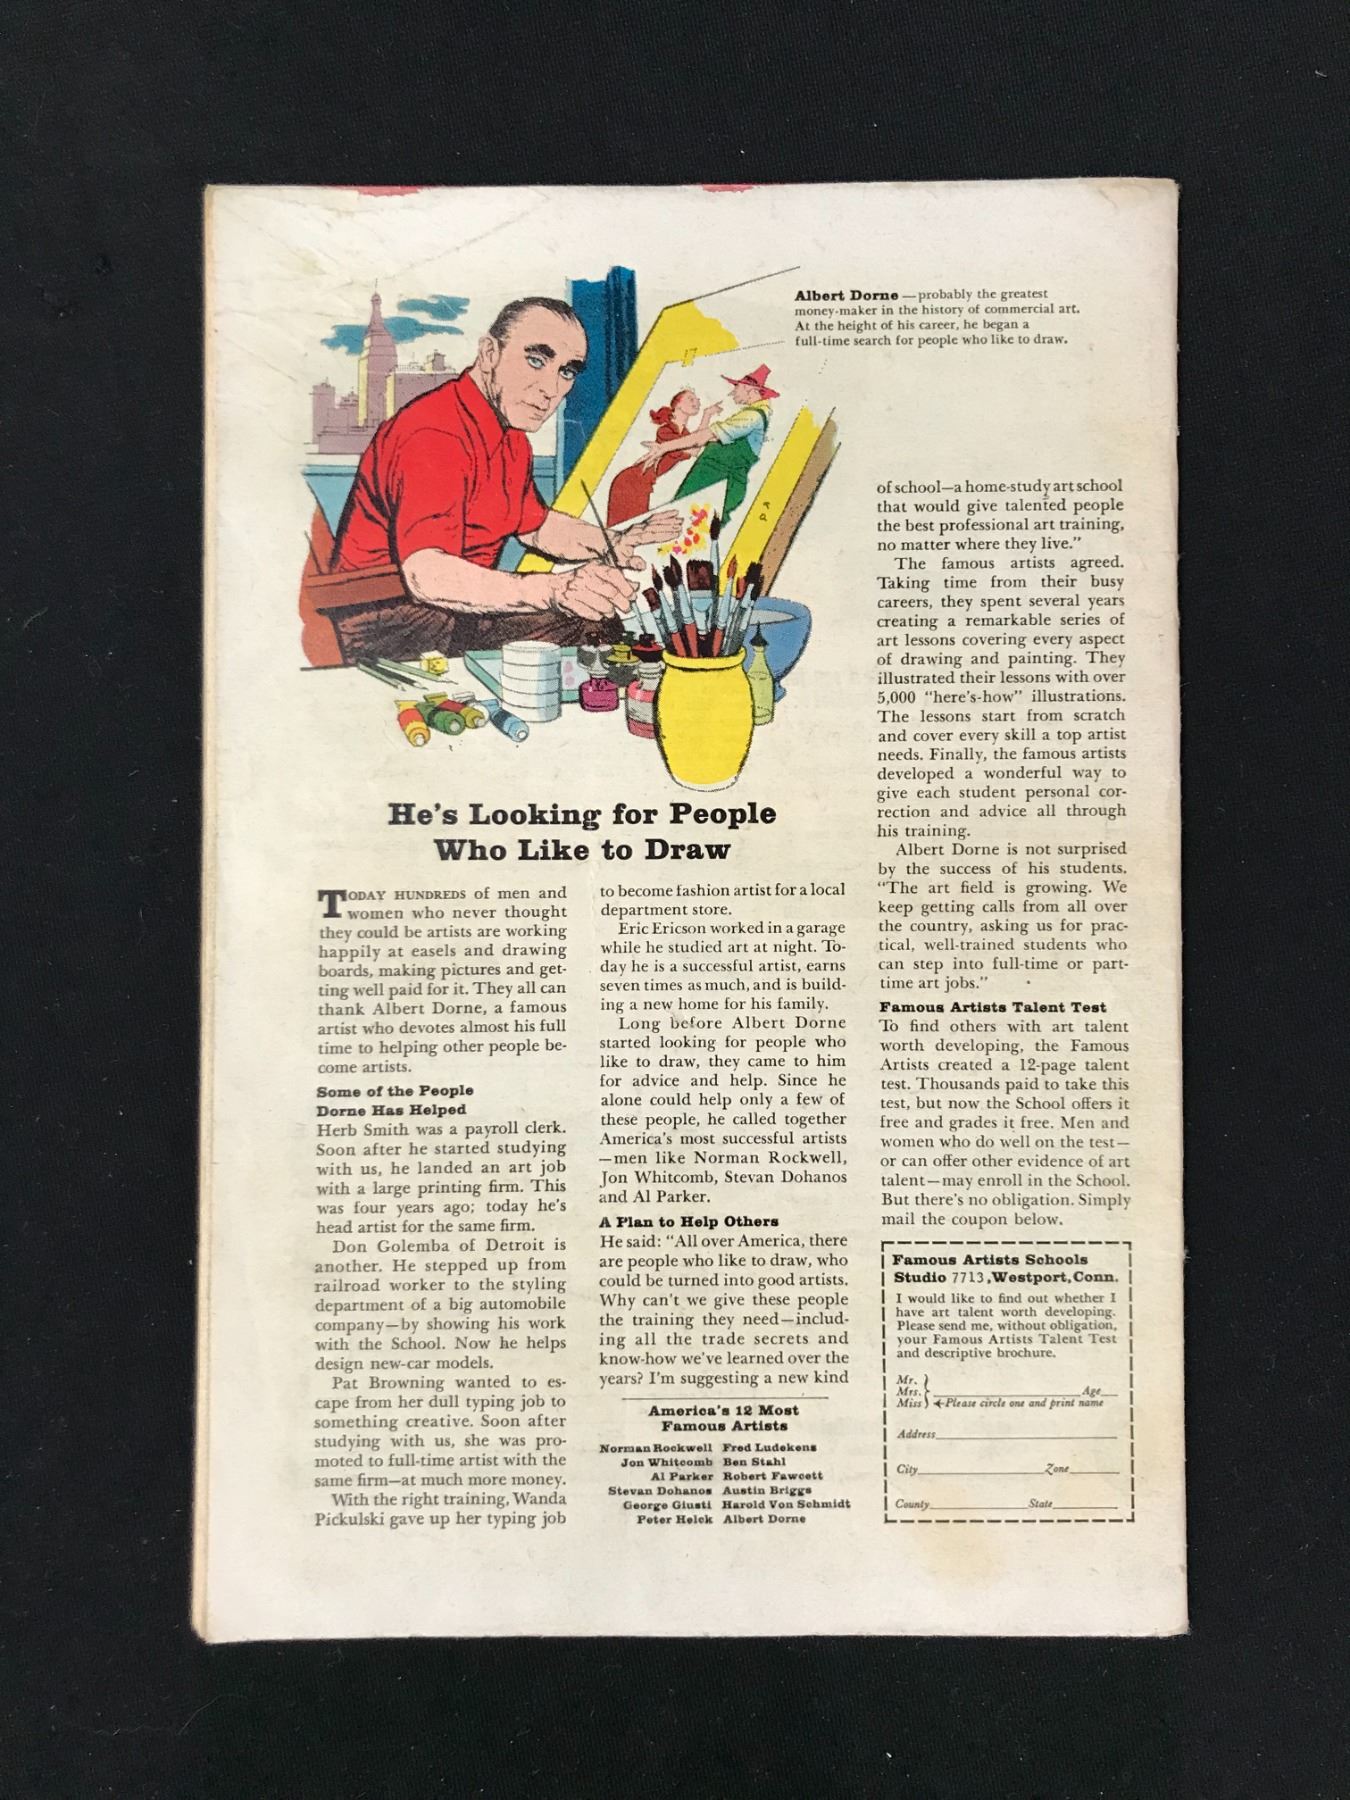 Albert Dorne — probably the greatest
money-maker in the history of commercial art.
At the height of his career, he began a
full-time search for people who like to draw.
He's Looking for People
Who Like to Draw
TODAY HUNDREDS of men and
women who never thought
they could be artists are working
happily at easels and drawing
boards, making pictures and get-
ting well paid for it. They all can
thank Albert Dorne, a famous
artist who devotes almost his full
time to helping other people be-
come artists.
Some of the People
Dorne Has Helped
Herb Smith was a payroll clerk.
Soon after he started studying
with us, he landed an art job
with a large printing firm. This
was four years ago; today he's
head artist for the same firm.
Don Golemba of Detroit is
another. He stepped up from
railroad worker to the styling
department of a big automobile
company—by showing his work
with the School. Now he helps
design new-car models.
Pat Browning wanted to es-
cape from her dull typing job to
something creative. Soon after
studying with us, she was pro-
moted to full-time artist with the
same firm—at much more money.
With the right training, Wanda
Pickulski gave up her typing job
to become fashion artist for a local
department store.
Eric Ericson worked in a garage
while he studied art at night. To-
day he is a successful artist, earns
seven times as much, and is build-
ing a new home for his family.
Long before Albert Dorne
started looking for people who
like to draw, they came to him
for advice and help. Since he
alone could help only a few of
these people, he called together
America's most successful artists
—men like Norman Rockwell,
Jon Whitcomb, Stevan Dohanos
and Al Parker.
A Plan to Help Others
He said: "All over America, there
are people who like to draw, who
could be turned into good artists.
Why can't we give these people
the training they need—includ-
ing all the trade secrets and
know-how we've learned over the
years? I'm suggesting a new kind
America's 12 Most
Famous Artists
Norman Rockwell Fred Ludekens
Jon Whitcomb Ben Stahl
Al Parker Robert Fawcett
Stevan Dohanos Austin Briggs
George Giusti Harold Von Schmidt
Peter Helck Albert Dorne
of school—a home-study art school
that would give talented people
the best professional art training,
no matter where they live."
The famous artists agreed.
Taking time from their busy
careers, they spent several years
creating a remarkable series of
art lessons covering every aspect
of drawing and painting. They
illustrated their lessons with over
5,000 "here's-how" illustrations.
The lessons start from scratch
and cover every skill a top artist
needs. Finally, the famous artists
developed a wonderful way to
give each student personal cor-
rection and advice all through
his training.
Albert Dorne is not surprised
by the success of his students.
"The art field is growing. We
keep getting calls from all over
the country, asking us for prac-
tical, well-trained students who
can step into full-time or part-
time art jobs."
Famous Artists Talent Test
To find others with art talent
worth developing, the Famous
Artists created a 12-page talent
test. Thousands paid to take this
test, but now the School offers it
free and grades it free. Men and
women who do well on the test—
or can offer other evidence of art
talent—may enroll in the School.
But there's no obligation. Simply
mail the coupon below.
Famous Artists Schools
Studio 7713, Westport, Conn.
I would like to find out whether I
have art talent worth developing.
Please send me, without obligation,
your Famous Artists Talent Test
and descriptive brochure.
Mr.
Mrs. Age
Miss Please circle one and print name
Address
City Zone
County State